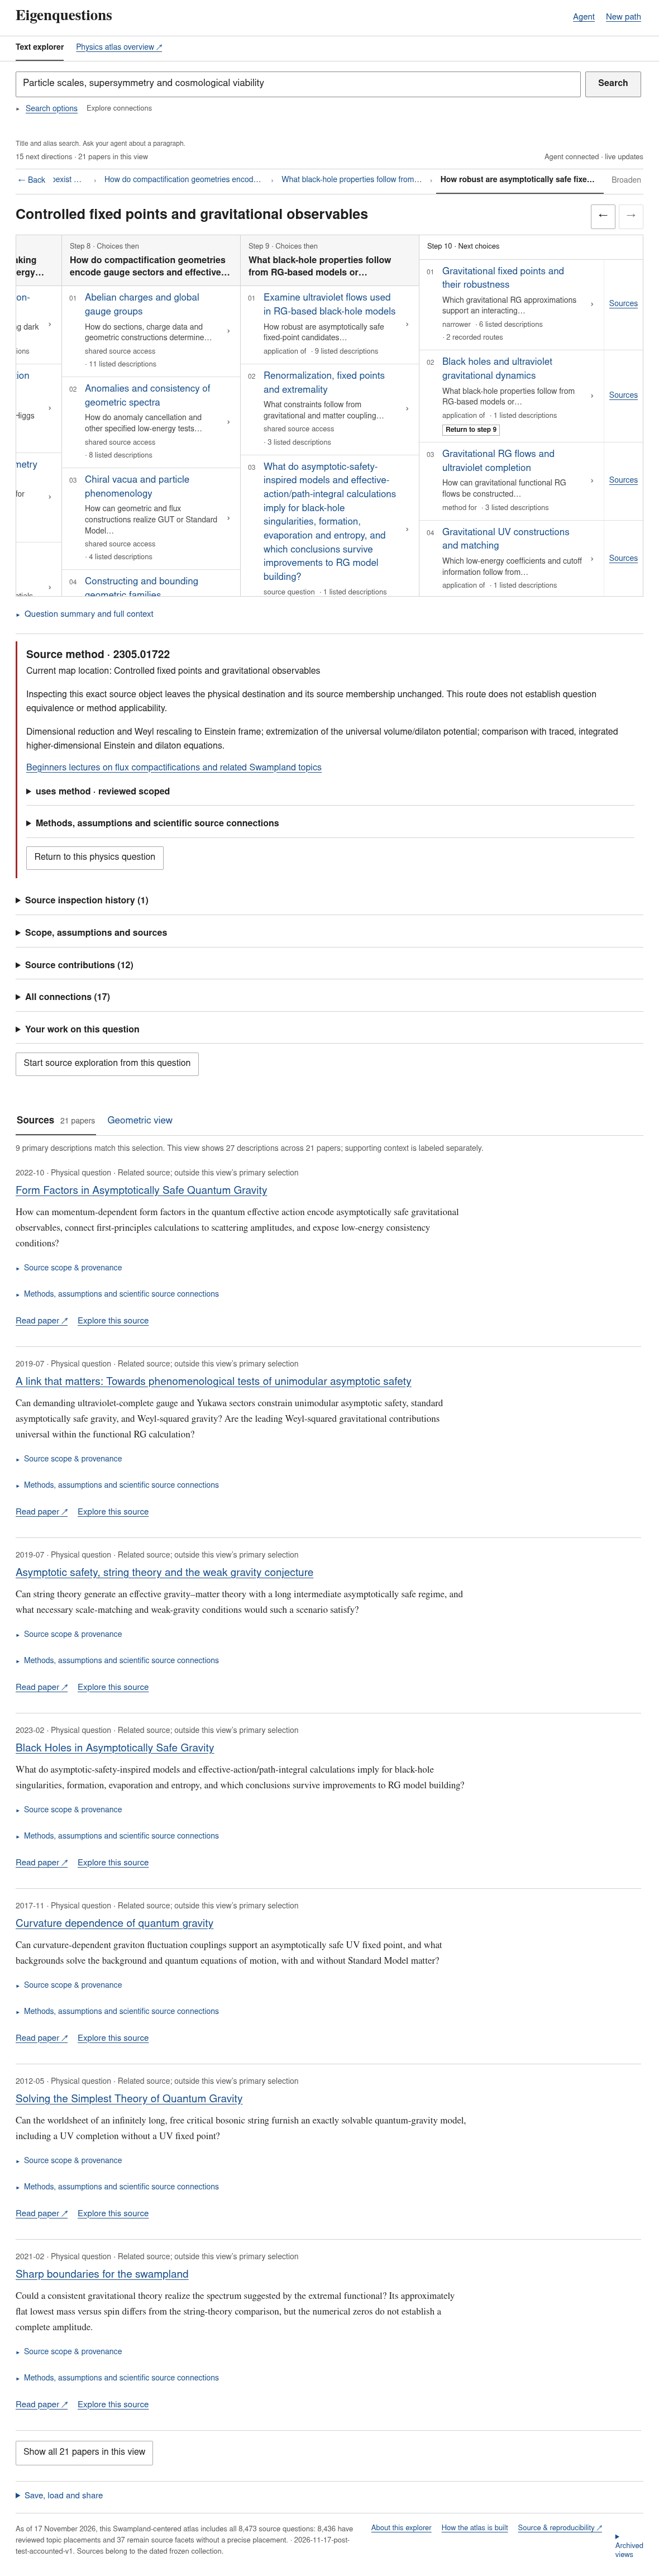 Eigenquestions
Agent New path
Text explorer Physics atlas overview ↗
Particle scales, supersymmetry and cosmological viability
Search
▸ Search options Explore connections
Title and alias search. Ask your agent about a paragraph.
15 next directions · 21 papers in this view
Agent connected · live updates
← Back
exist … › How do compactification geometries encod… › What black-hole properties follow from… › How robust are asymptotically safe fixe… Broaden
Controlled fixed points and gravitational observables
← →
Step 8 · Choices then
How do compactification geometries
encode gauge sectors and effective…
01 Abelian charges and global
gauge groups
How do sections, charge data and
geometric constructions determine…
shared source access
· 11 listed descriptions
02 Anomalies and consistency of
geometric spectra
How do anomaly cancellation and
other specified low-energy tests…
shared source access
· 8 listed descriptions
03 Chiral vacua and particle
phenomenology
How can geometric and flux
constructions realize GUT or Standard
Model…
shared source access
· 4 listed descriptions
04 Constructing and bounding
geometric families
Step 9 · Choices then
What black-hole properties follow
from RG-based models or…
01 Examine ultraviolet flows used
in RG-based black-hole models
How robust are asymptotically safe
fixed-point candidates…
application of · 9 listed descriptions
02 Renormalization, fixed points
and extremality
What constraints follow from
gravitational and matter coupling…
shared source access
· 3 listed descriptions
03 What do asymptotic-safety-
inspired models and effective-
action/path-integral calculations
imply for black-hole
singularities, formation,
evaporation and entropy, and
which conclusions survive
improvements to RG model
building?
source question · 1 listed descriptions
Step 10 · Next choices
01 Gravitational fixed points and
their robustness
Which gravitational RG approximations
support an interacting…
narrower · 6 listed descriptions
· 2 recorded routes
Sources
02 Black holes and ultraviolet
gravitational dynamics
What black-hole properties follow from
RG-based models or…
application of · 1 listed descriptions
Return to step 9
Sources
03 Gravitational RG flows and
ultraviolet completion
How can gravitational functional RG
flows be constructed…
method for · 3 listed descriptions
Sources
04 Gravitational UV constructions
and matching
Which low-energy coefficients and cutoff
information follow from…
application of · 1 listed descriptions
Sources
▸ Question summary and full context
Source method · 2305.01722
Current map location: Controlled fixed points and gravitational observables
Inspecting this exact source object leaves the physical destination and its source membership unchanged. This route does not establish question
equivalence or method applicability.
Dimensional reduction and Weyl rescaling to Einstein frame; extremization of the universal volume/dilaton potential; comparison with traced, integrated
higher-dimensional Einstein and dilaton equations.
Beginners lectures on flux compactifications and related Swampland topics
▶ uses method · reviewed scoped
▶ Methods, assumptions and scientific source connections
Return to this physics question
▶ Source inspection history (1)
▶ Scope, assumptions and sources
▶ Source contributions (12)
▶ All connections (17)
▶ Your work on this question
Start source exploration from this question
Sources 21 papers Geometric view
9 primary descriptions match this selection. This view shows 27 descriptions across 21 papers; supporting context is labeled separately.
2022-10 · Physical question · Related source; outside this view's primary selection
Form Factors in Asymptotically Safe Quantum Gravity
How can momentum-dependent form factors in the quantum effective action encode asymptotically safe gravitational
observables, connect first-principles calculations to scattering amplitudes, and expose low-energy consistency
conditions?
▸ Source scope & provenance
▸ Methods, assumptions and scientific source connections
Read paper ↗ Explore this source
2019-07 · Physical question · Related source; outside this view's primary selection
A link that matters: Towards phenomenological tests of unimodular asymptotic safety
Can demanding ultraviolet-complete gauge and Yukawa sectors constrain unimodular asymptotic safety, standard
asymptotically safe gravity, and Weyl-squared gravity? Are the leading Weyl-squared gravitational contributions
universal within the functional RG calculation?
▸ Source scope & provenance
▸ Methods, assumptions and scientific source connections
Read paper ↗ Explore this source
2019-07 · Physical question · Related source; outside this view's primary selection
Asymptotic safety, string theory and the weak gravity conjecture
Can string theory generate an effective gravity–matter theory with a long intermediate asymptotically safe regime, and
what necessary scale-matching and weak-gravity conditions would such a scenario satisfy?
▸ Source scope & provenance
▸ Methods, assumptions and scientific source connections
Read paper ↗ Explore this source
2023-02 · Physical question · Related source; outside this view's primary selection
Black Holes in Asymptotically Safe Gravity
What do asymptotic-safety-inspired models and effective-action/path-integral calculations imply for black-hole
singularities, formation, evaporation and entropy, and which conclusions survive improvements to RG model building?
▸ Source scope & provenance
▸ Methods, assumptions and scientific source connections
Read paper ↗ Explore this source
2017-11 · Physical question · Related source; outside this view's primary selection
Curvature dependence of quantum gravity
Can curvature-dependent graviton fluctuation couplings support an asymptotically safe UV fixed point, and what
backgrounds solve the background and quantum equations of motion, with and without Standard Model matter?
▸ Source scope & provenance
▸ Methods, assumptions and scientific source connections
Read paper ↗ Explore this source
2012-05 · Physical question · Related source; outside this view's primary selection
Solving the Simplest Theory of Quantum Gravity
Can the worldsheet of an infinitely long, free critical bosonic string furnish an exactly solvable quantum-gravity model,
including a UV completion without a UV fixed point?
▸ Source scope & provenance
▸ Methods, assumptions and scientific source connections
Read paper ↗ Explore this source
2021-02 · Physical question · Related source; outside this view's primary selection
Sharp boundaries for the swampland
Could a consistent gravitational theory realize the spectrum suggested by the extremal functional? Its approximately
flat lowest mass versus spin differs from the string-theory comparison, but the numerical zeros do not establish a
complete amplitude.
▸ Source scope & provenance
▸ Methods, assumptions and scientific source connections
Read paper ↗ Explore this source
Show all 21 papers in this view
▶ Save, load and share
As of 17 November 2026, this Swampland-centered atlas includes all 8,473 source questions: 8,436 have
reviewed topic placements and 37 remain source facets without a precise placement. · 2026-11-17-post-
test-accounted-v1. Sources belong to the dated frozen collection.
About this explorer How the atlas is built Source & reproducibility ↗
▶ Archived
views